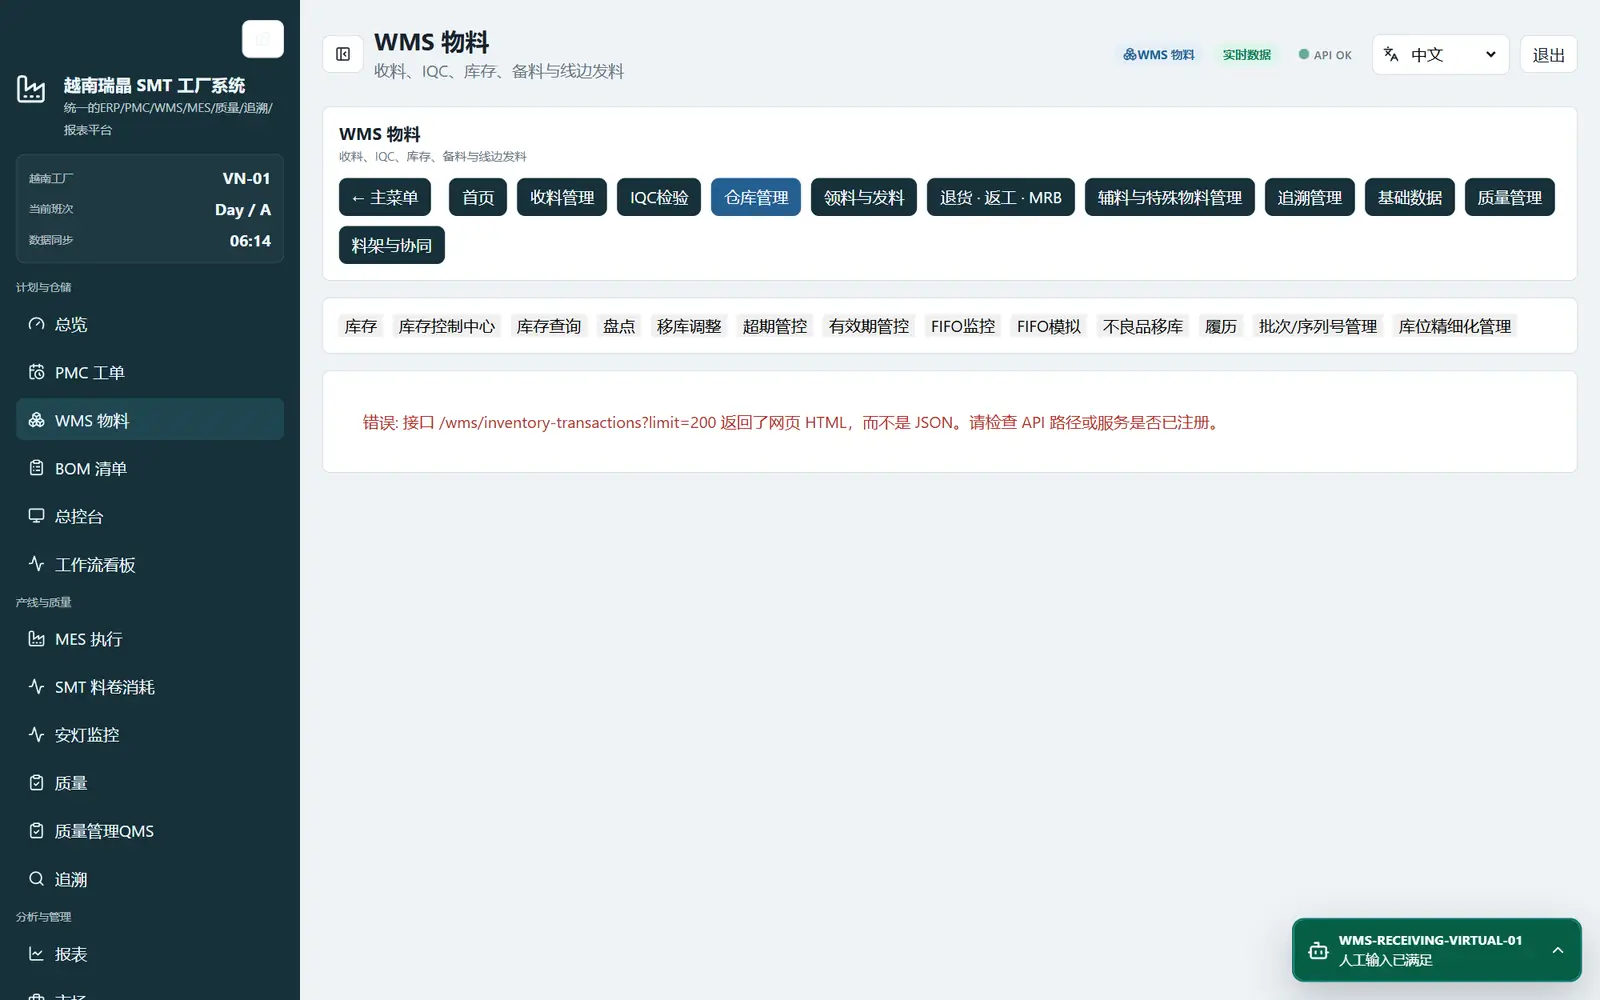 越南瑞晶 SMT 工厂系统
统一的ERP/PMC/WMS/MES/质量/追溯/
报表平台
越南工厂 VN-01
当前班次 Day / A
数据同步 06:14
计划与仓储
总览
PMC 工单
WMS 物料
BOM 清单
总控台
工作流看板
产线与质量
MES 执行
SMT 料卷消耗
安灯监控
质量
质量管理QMS
追溯
分析与管理
报表
市场
WMS 物料
收料、IQC、库存、备料与线边发料
WMS 物料 实时数据 API OK 中文 退出
WMS 物料
收料、IQC、库存、备料与线边发料
← 主菜单 首页 收料管理 IQC检验 仓库管理 领料与发料 退货 · 返工 · MRB 辅料与特殊物料管理 追溯管理 基础数据 质量管理
料架与协同
库存 库存控制中心 库存查询 盘点 移库调整 超期管控 有效期管控 FIFO监控 FIFO模拟 不良品移库 履历 批次/序列号管理 库位精细化管理
错误: 接口 /wms/inventory-transactions?limit=200 返回了网页 HTML，而不是 JSON。请检查 API 路径或服务是否已注册。
WMS-RECEIVING-VIRTUAL-01
人工输入已满足